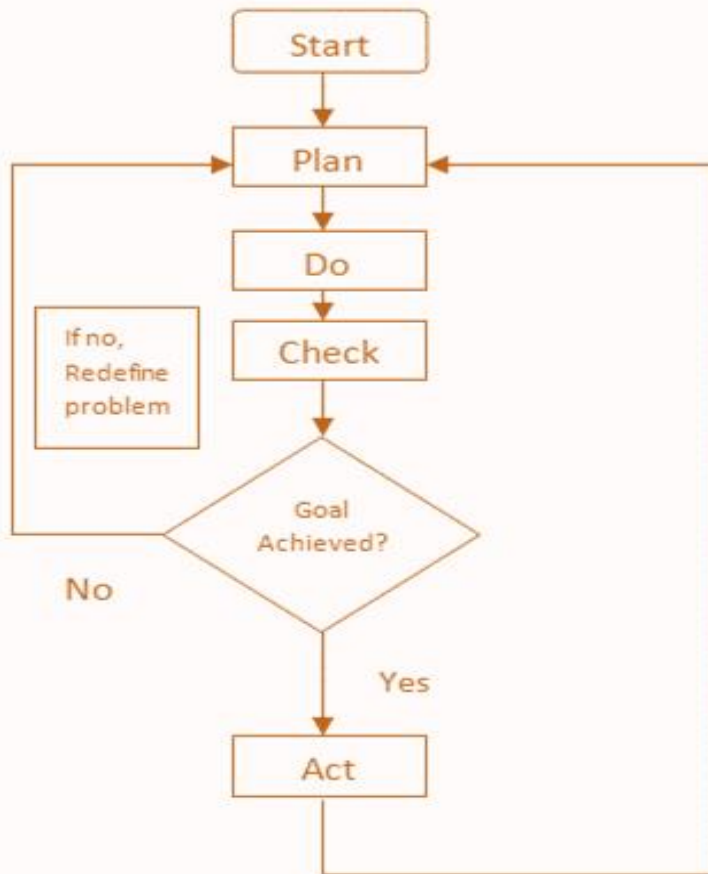 Start
Plan
Do
Check
If no,
Redefine
problem
Goal
Achieved?
No
Yes
Act